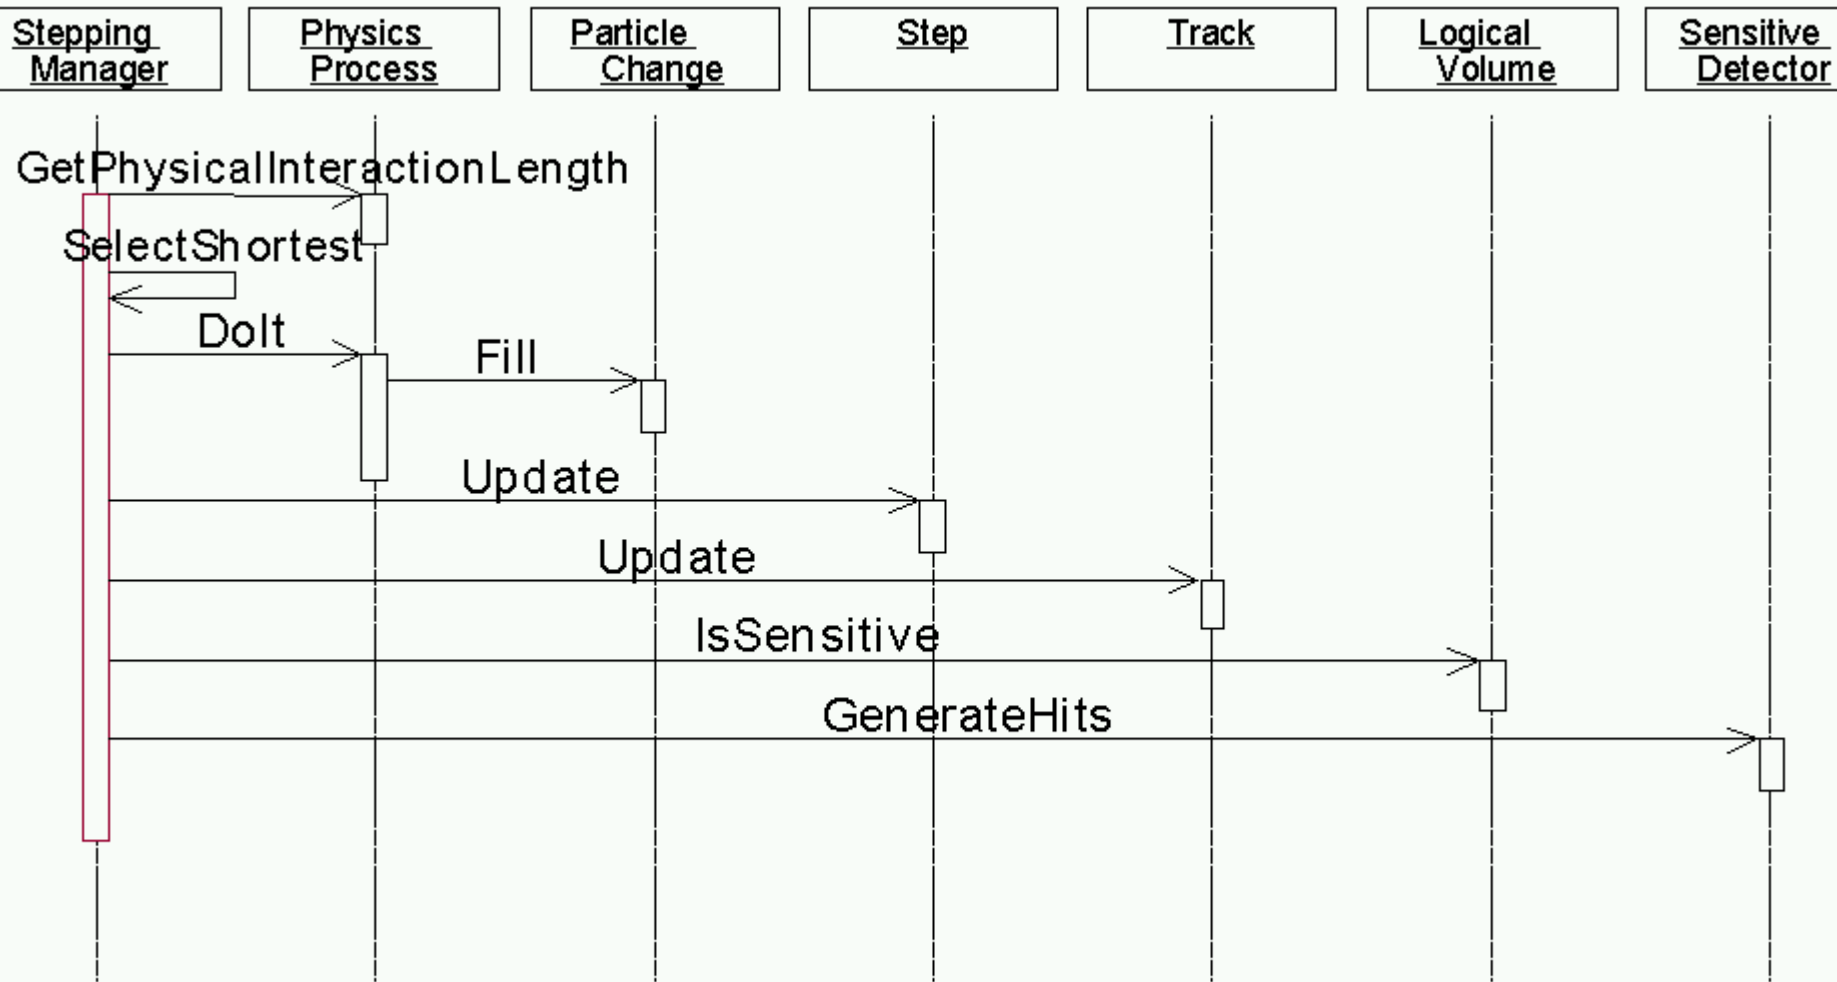 Stepping
Manager
Physics
Process
Particle
Change
Step
Track
Logical
Volume
Sensitive
Detector
GetPhysicalInteractionLength
SelectShortest
DoIt
Fill
Update
Update
IsSensitive
GenerateHits